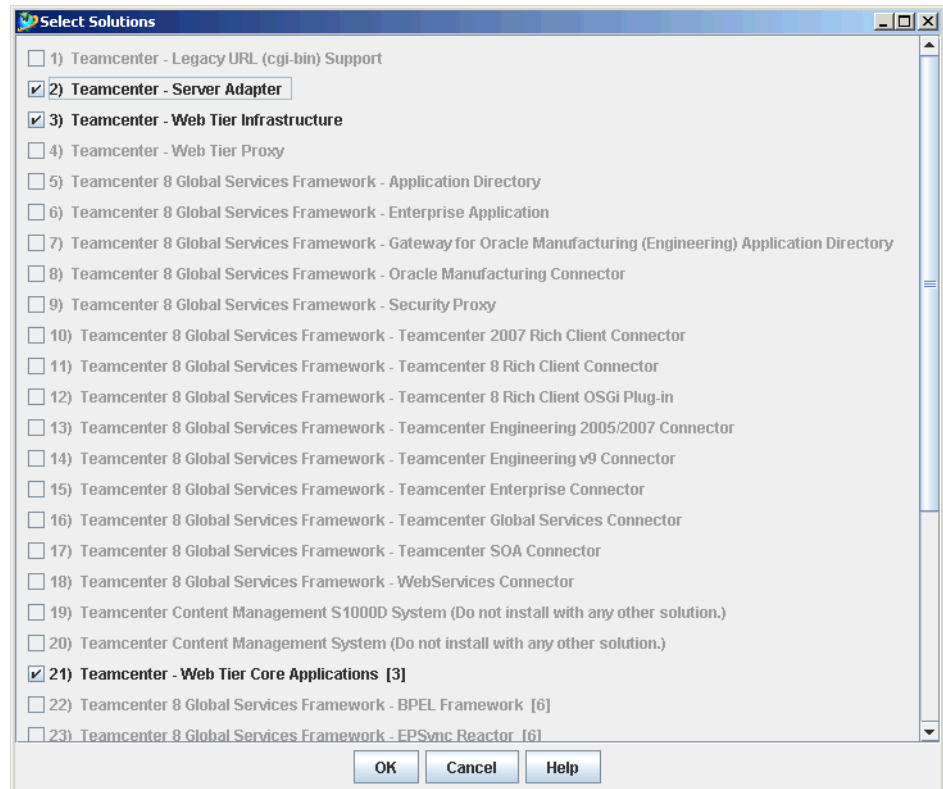 Select Solutions
1) Teamcenter - Legacy URL (cgi-bin) Support
2) Teamcenter - Server Adapter
3) Teamcenter - Web Tier Infrastructure
4) Teamcenter - Web Tier Proxy
5) Teamcenter 8 Global Services Framework - Application Directory
6) Teamcenter 8 Global Services Framework - Enterprise Application
7) Teamcenter 8 Global Services Framework - Gateway for Oracle Manufacturing (Engineering) Application Directory
8) Teamcenter 8 Global Services Framework - Oracle Manufacturing Connector
9) Teamcenter 8 Global Services Framework - Security Proxy
10) Teamcenter 8 Global Services Framework - Teamcenter 2007 Rich Client Connector
11) Teamcenter 8 Global Services Framework - Teamcenter 8 Rich Client Connector
12) Teamcenter 8 Global Services Framework - Teamcenter 8 Rich Client OSGi Plug-in
13) Teamcenter 8 Global Services Framework - Teamcenter Engineering 2005/2007 Connector
14) Teamcenter 8 Global Services Framework - Teamcenter Engineering v9 Connector
15) Teamcenter 8 Global Services Framework - Teamcenter Enterprise Connector
16) Teamcenter 8 Global Services Framework - Teamcenter Global Services Connector
17) Teamcenter 8 Global Services Framework - Teamcenter SOA Connector
18) Teamcenter 8 Global Services Framework - WebServices Connector
19) Teamcenter Content Management S1000D System (Do not install with any other solution.)
20) Teamcenter Content Management System (Do not install with any other solution.)
21) Teamcenter - Web Tier Core Applications [3]
22) Teamcenter 8 Global Services Framework - BPEL Framework [6]
23) Teamcenter 8 Global Services Framework - EPSync Reactor [6]
OK Cancel Help